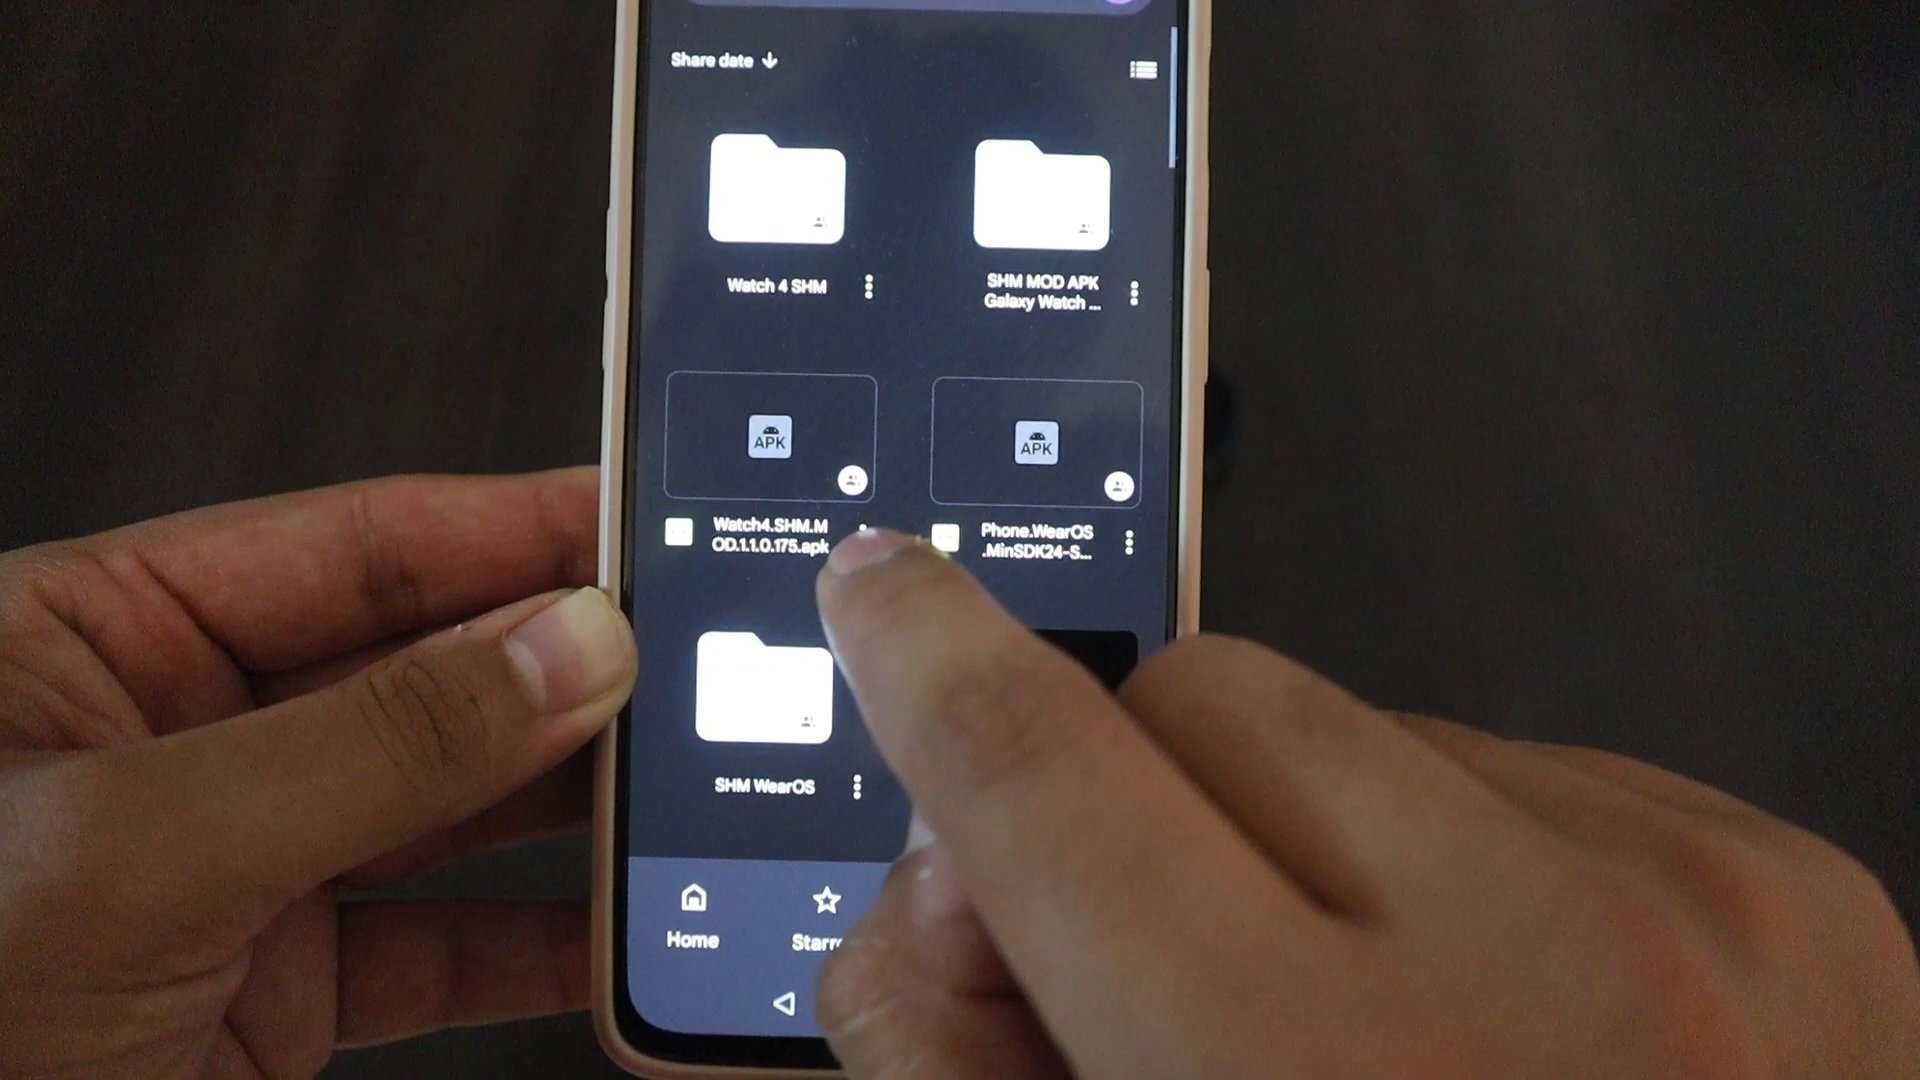 Share date
Watch 4 SHM
SHM MOD APK
Galaxy Watch ...
APK
APK
Watch4.SHM.M
OD.1.1.0.175.apk
Phone.WearOS
.MinSDK24-S...
SHM WearOS
Home
Starr